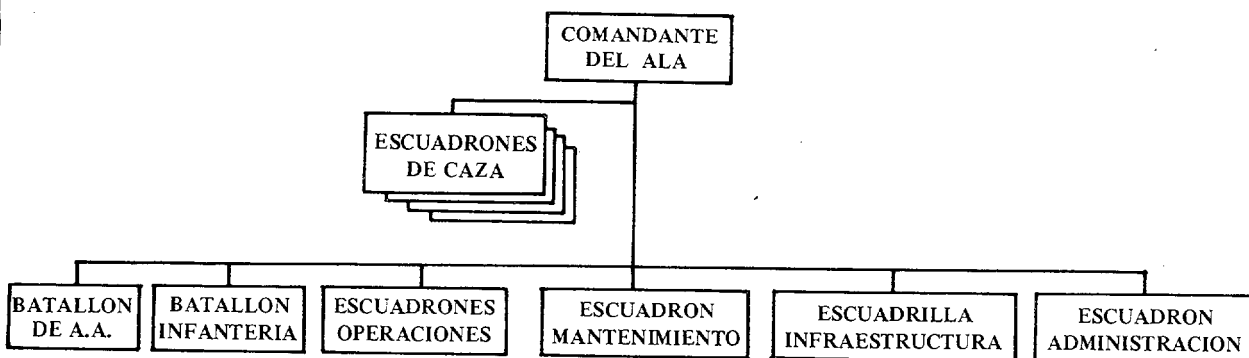 COMANDANTE
DEL ALA
ESCUADRONES
DE CAZA
BATALLON
DE A.A.
BATALLON
INFANTERIA
ESCUADRONES
OPERACIONES
ESCUADRON
MANTENIMIENTO
ESCUADRILLA
INFRAESTRUCTURA
ESCUADRON
ADMINISTRACION